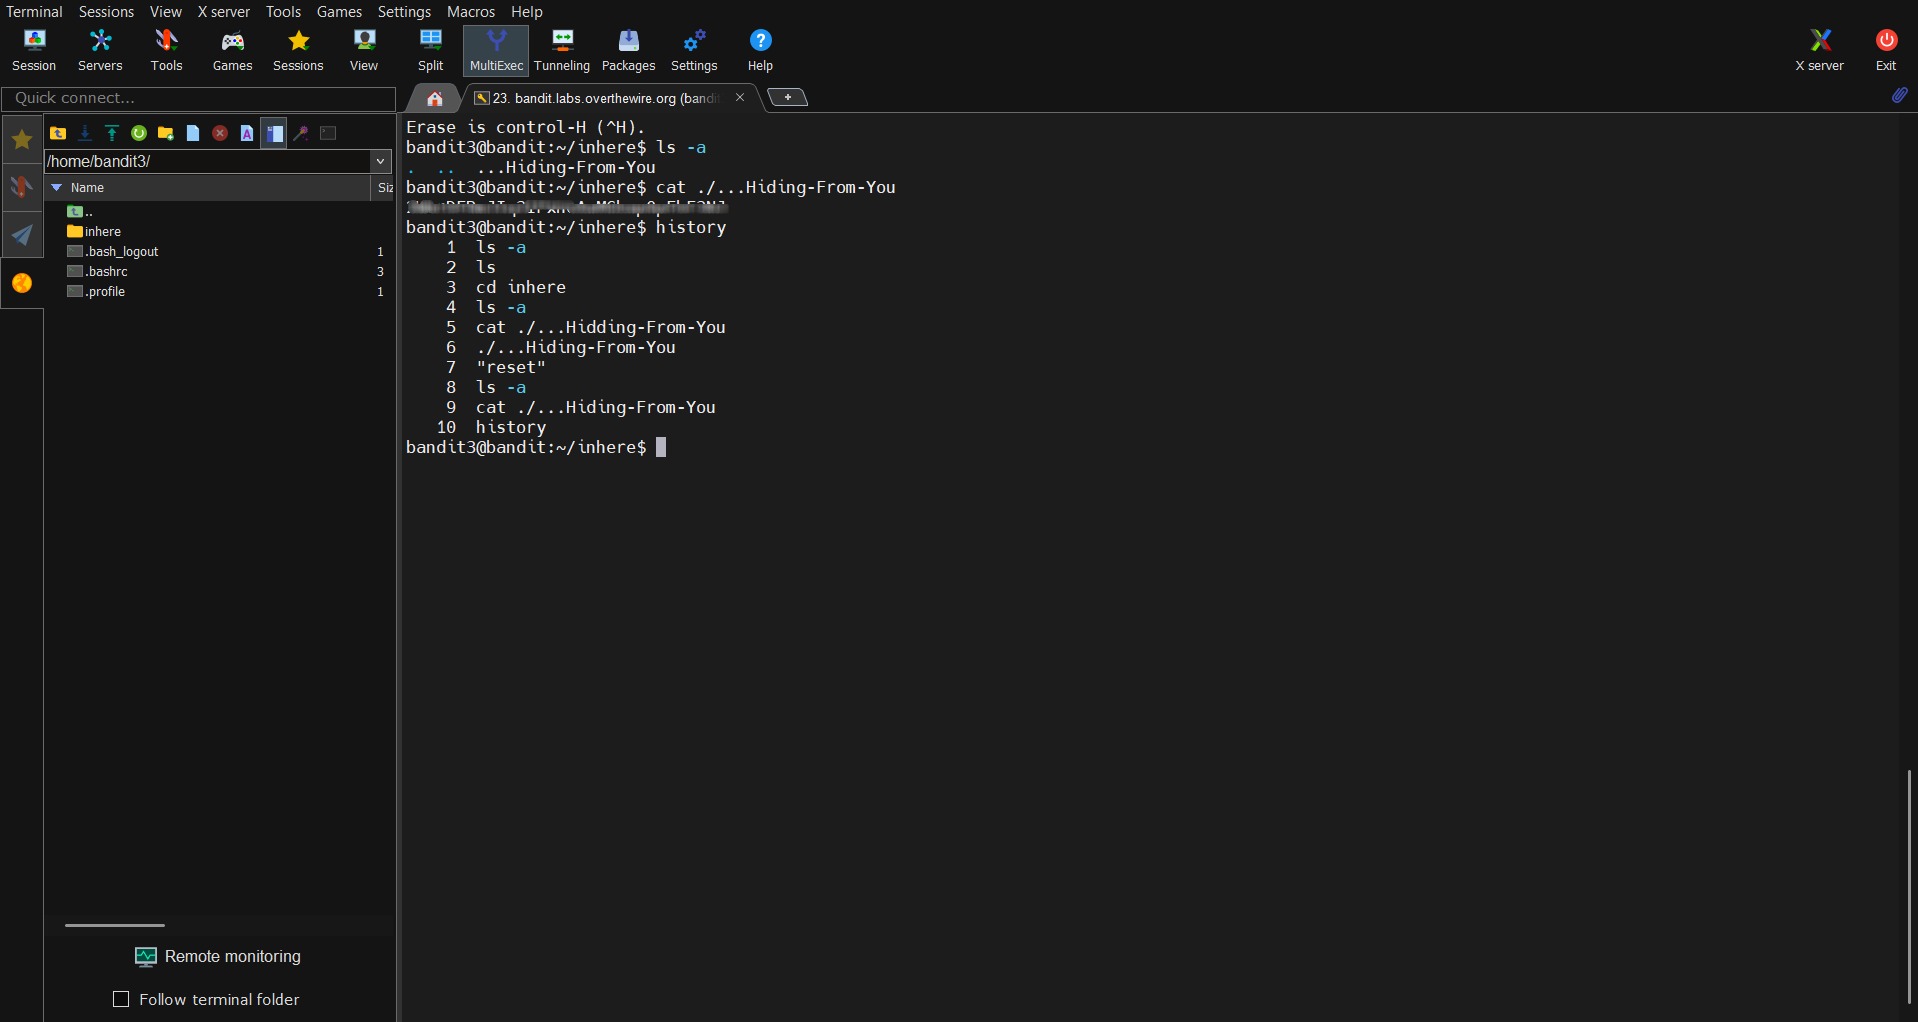 Terminal Sessions View X server Tools Games Settings Macros Help
Session Servers Tools Games Sessions View Split MultiExec Tunneling Packages Settings Help X server Exit
Quick connect...
23. bandit.labs.overthewire.org (bandi
/home/bandit3/
Name Siz
..
inhere
.bash_logout 1
.bashrc 3
.profile 1
Remote monitoring
Follow terminal folder
Erase is control-H (^H).
bandit3@bandit:~/inhere$ ls -a
. .. ...Hiding-From-You
bandit3@bandit:~/inhere$ cat ./...Hiding-From-You
bandit3@bandit:~/inhere$ history
1 ls -a
2 ls
3 cd inhere
4 ls -a
5 cat ./...Hidding-From-You
6 ./...Hiding-From-You
7 "reset"
8 ls -a
9 cat ./...Hiding-From-You
10 history
bandit3@bandit:~/inhere$